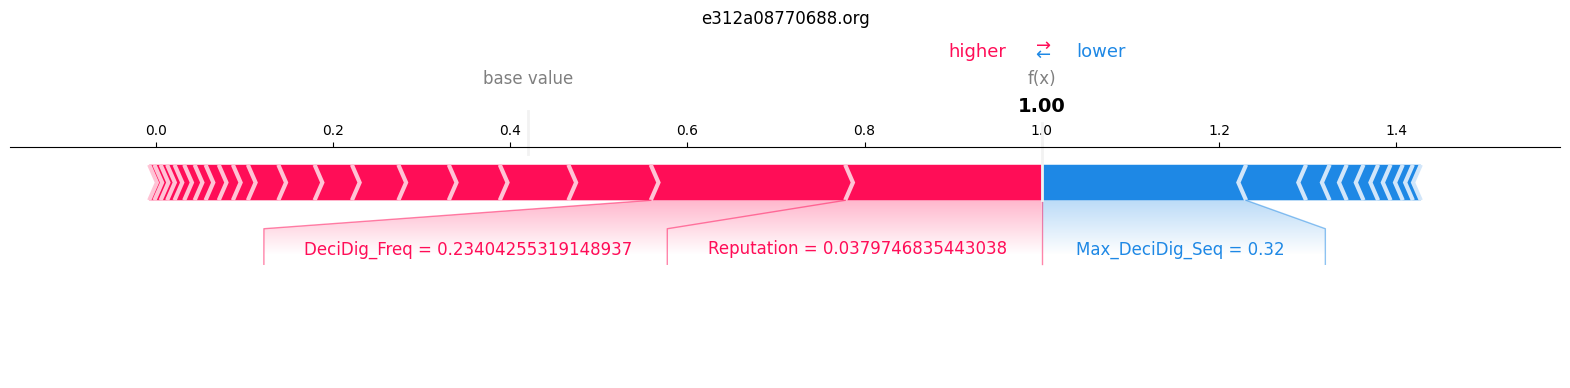 e312a08770688.org
higher → ← lower
base value f(x)
1.00
0.0 0.2 0.4 0.6 0.8 1.0 1.2 1.4
DeciDig_Freq = 0.23404255319148937 Reputation = 0.0379746835443038 Max_DeciDig_Seq = 0.32